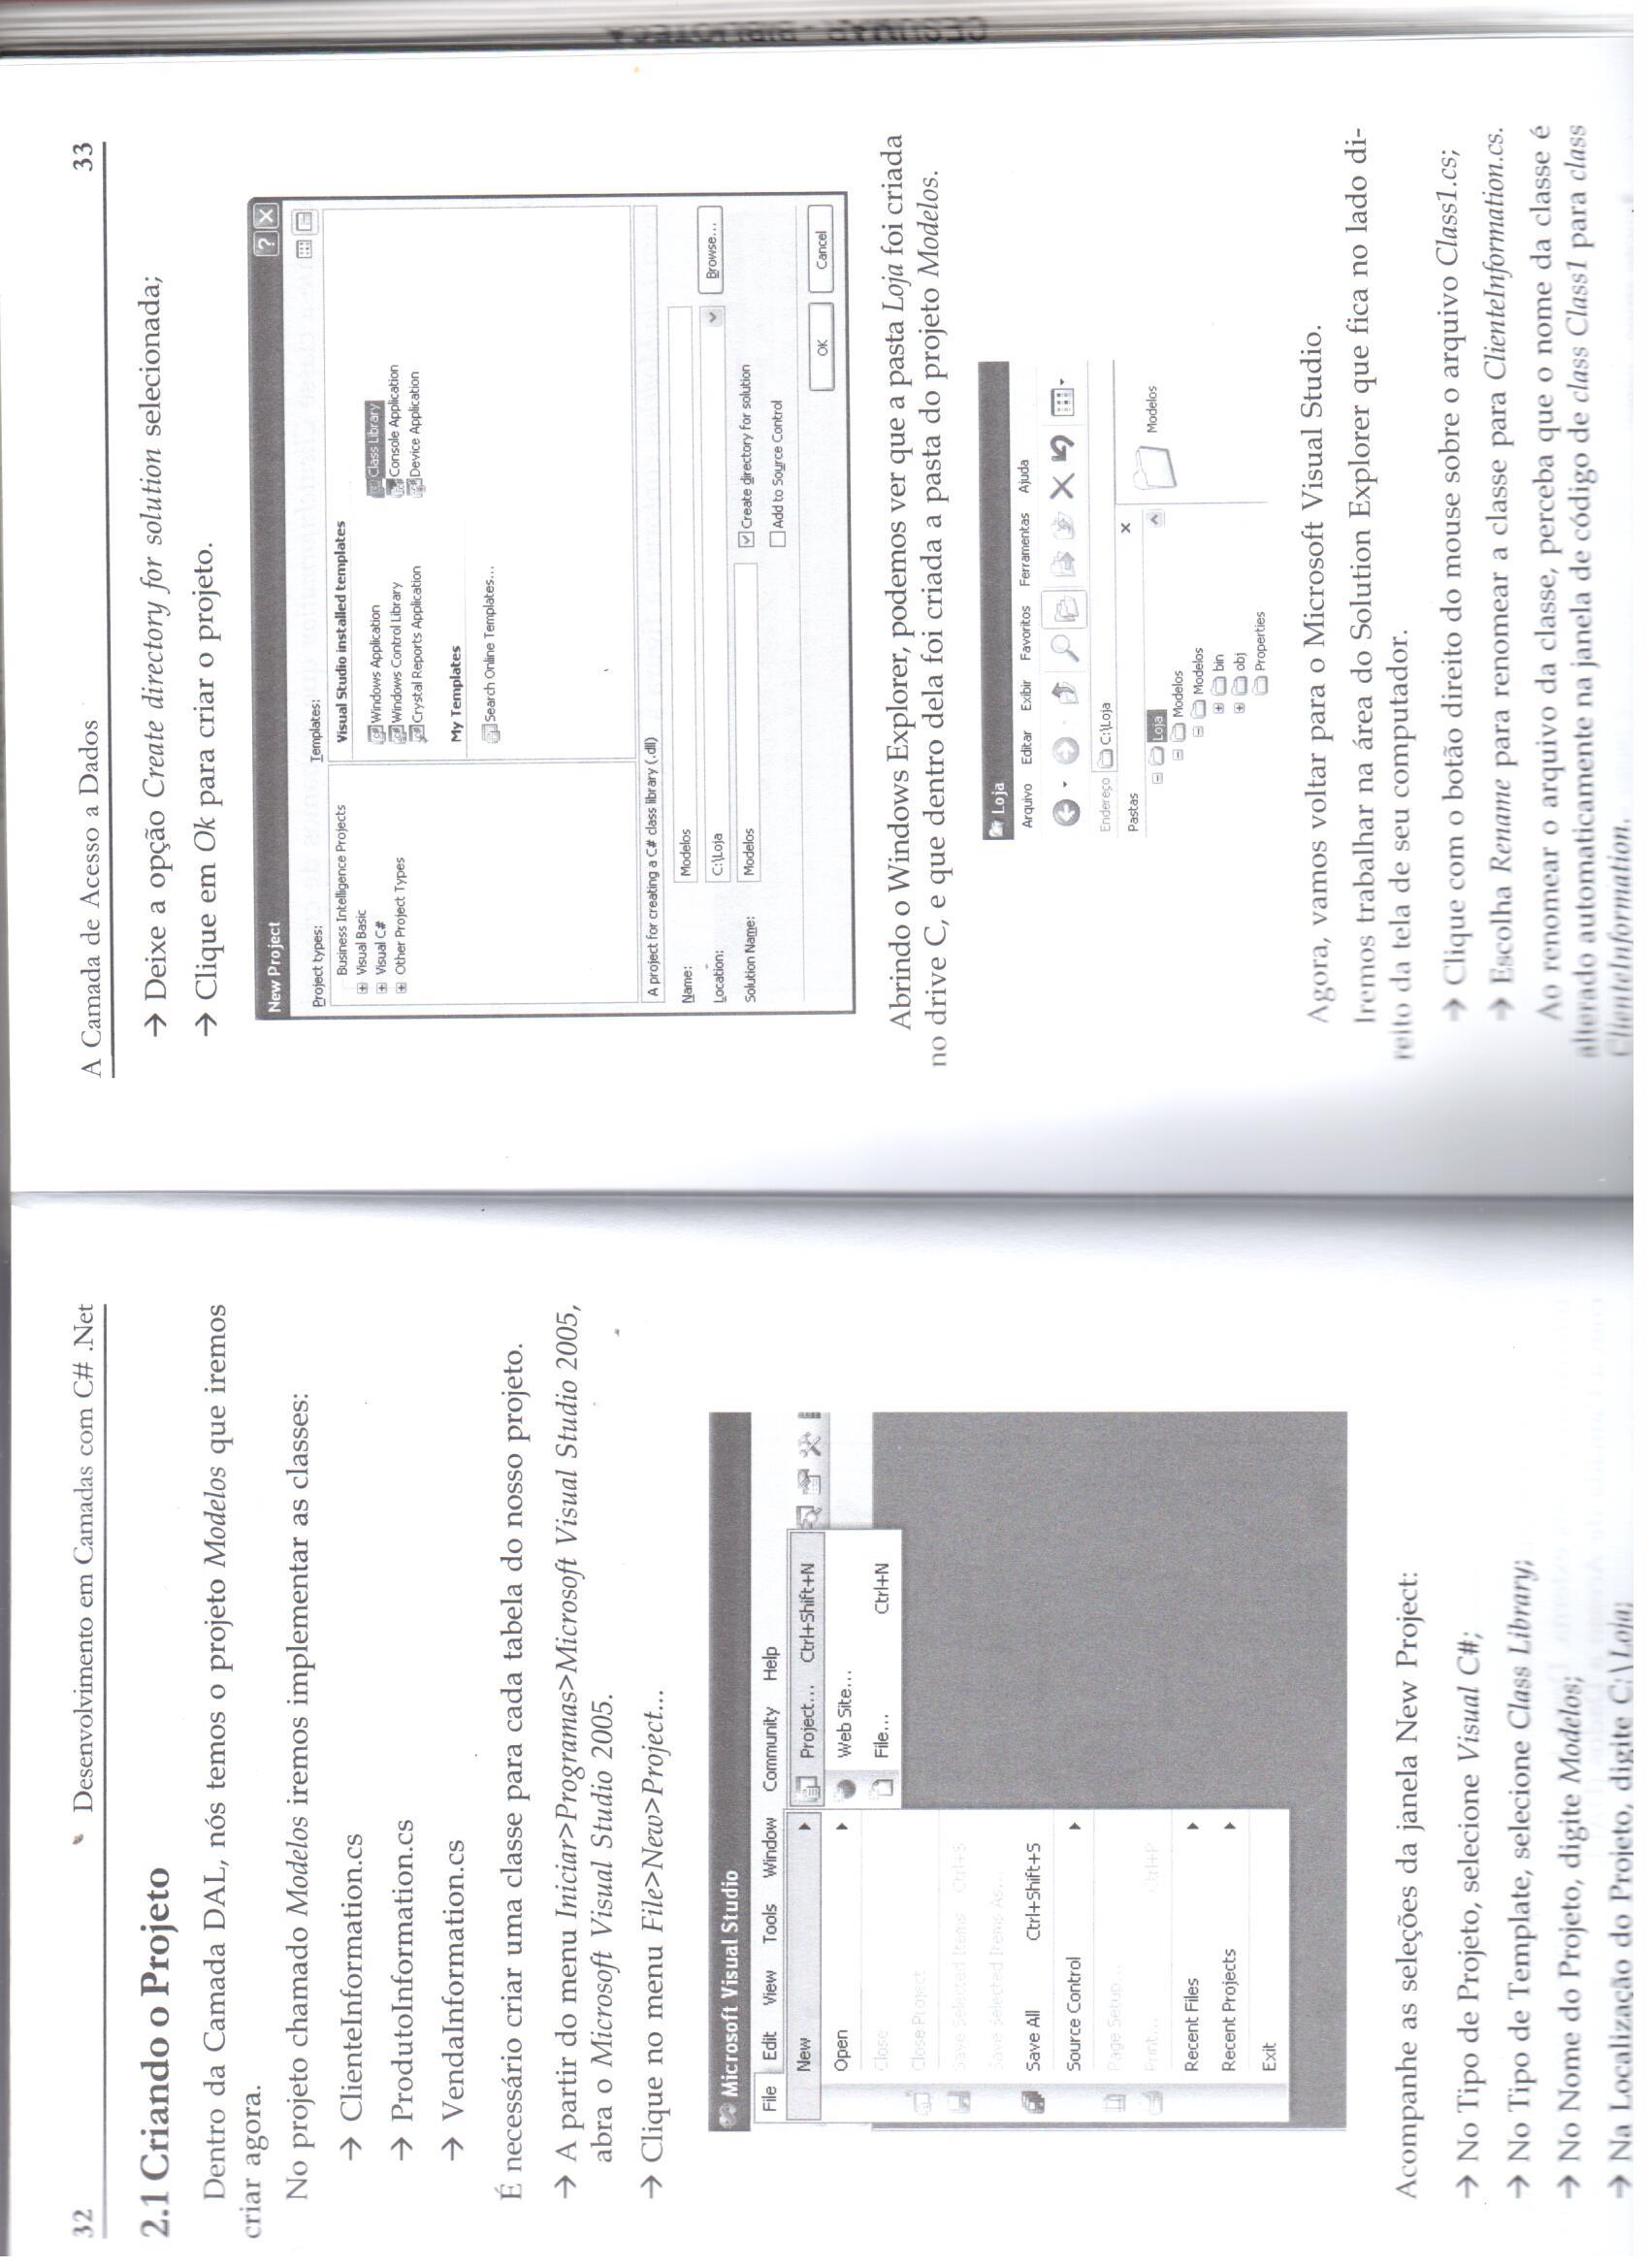 32
Desenvolvimento em Camadas com C# .Net
2.1 Criando o Projeto
Dentro da Camada DAL, nós temos o projeto Modelos que iremos
criar agora.
No projeto chamado Modelos iremos implementar as classes:
→ ClienteInformation.cs
→ ProdutoInformation.cs
→ VendaInformation.cs
É necessário criar uma classe para cada tabela do nosso projeto.
→ A partir do menu Iniciar>Programas>Microsoft Visual Studio 2005,
abra o Microsoft Visual Studio 2005.
→ Clique no menu File>New>Project...
Microsoft Visual Studio
File Edit View Tools Window Community Help
New
Project... Ctrl+Shift+N
Open
Web Site...
Close
File... Ctrl+N
Close Project
Save Selected Items Ctrl+S
Save Selected Items As...
Save All Ctrl+Shift+S
Source Control
Page Setup...
Print... Ctrl+P
Recent Files
Recent Projects
Exit
Acompanhe as seleções da janela New Project:
→ No Tipo de Projeto, selecione Visual C#;
→ No Tipo de Template, selecione Class Library;
→ No Nome do Projeto, digite Modelos;
→ Na Localização do Projeto, digite C:\Loja;
A Camada de Acesso a Dados
33
→ Deixe a opção Create directory for solution selecionada;
→ Clique em Ok para criar o projeto.
New Project
Project types:
Templates:
Business Intelligence Projects
Visual Basic
Visual C#
Other Project Types
Visual Studio installed templates
Windows Application
Class Library
Windows Control Library
Console Application
Crystal Reports Application
Device Application
My Templates
Search Online Templates...
A project for creating a C# class library (.dll)
Name: Modelos
Location: C:\Loja
Browse...
Solution Name: Modelos
Create directory for solution
Add to Source Control
OK
Cancel
Abrindo o Windows Explorer, podemos ver que a pasta Loja foi criada
no drive C, e que dentro dela foi criada a pasta do projeto Modelos.
Loja
Arquivo Editar Exibir Favoritos Ferramentas Ajuda
Endereço C:\Loja
Pastas
Loja
Modelos
Modelos
bin
obj
Properties
Modelos
Agora, vamos voltar para o Microsoft Visual Studio.
Iremos trabalhar na área do Solution Explorer que fica no lado di-
reito da tela de seu computador.
→ Clique com o botão direito do mouse sobre o arquivo Class1.cs;
→ Escolha Rename para renomear a classe para ClienteInformation.cs.
Ao renomear o arquivo da classe, perceba que o nome da classe é
alterado automaticamente na janela de código de class Class1 para class
ClienteInformation.